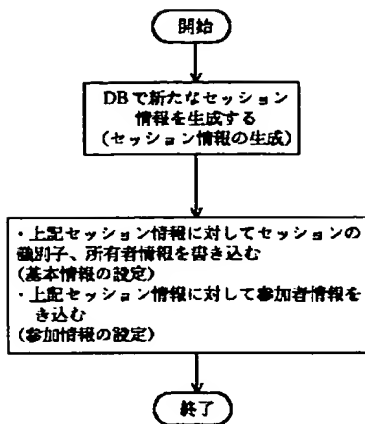 開始
DBで新たなセッション
情報を生成する
(セッション情報の生成)
・上記セッション情報に対してセッションの
識別子、所有者情報を書き込む
(基本情報の設定)
・上記セッション情報に対して参加者情報を
き込む
(参加情報の設定)
終了